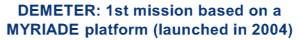 DEMETER: 1st mission based on a
MYRIADE platform (launched in 2004)